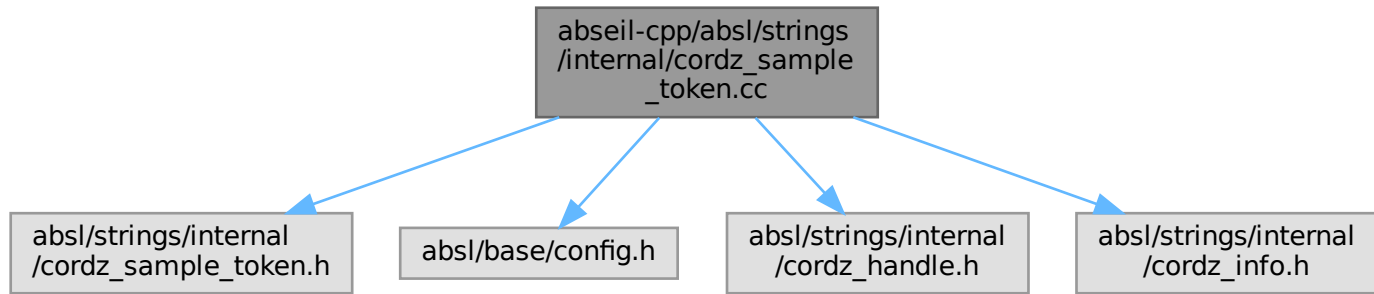 abseil-cpp/absl/strings
/internal/cordz_sample
_token.cc
absl/strings/internal
/cordz_sample_token.h
absl/base/config.h
absl/strings/internal
/cordz_handle.h
absl/strings/internal
/cordz_info.h